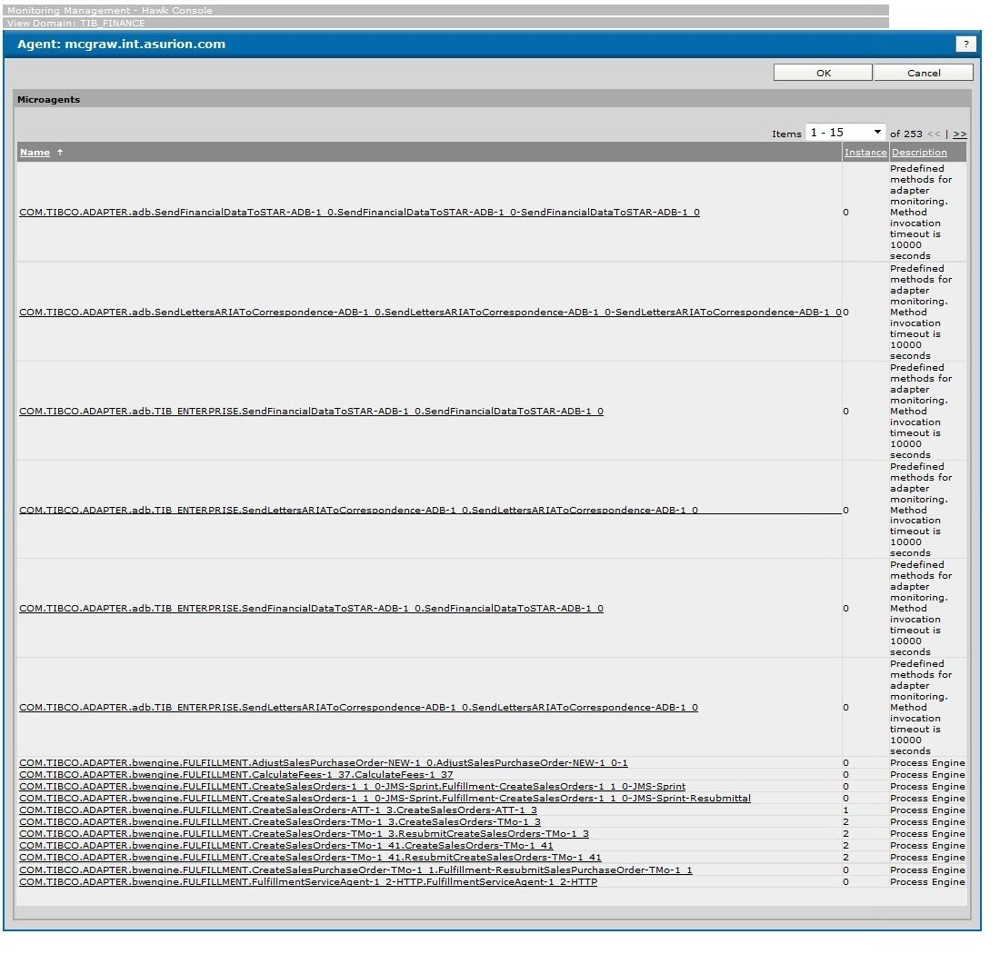 Monitoring Management - Hawk Console
View Domain: TIB_FINANCE
Agent: mcgraw.int.asurion.com
?
OK
Cancel
Microagents
Items 1 - 15 of 253 << | >>
Name Instance Description
COM.TIBCO.ADAPTER.adb.SendFinancialDataToSTAR-ADB-1_0.SendFinancialDataToSTAR-ADB-1_0-SendFinancialDataToSTAR-ADB-1_0
0
Predefined
methods for
adapter
monitoring.
Method
invocation
timeout is
10000
seconds
COM.TIBCO.ADAPTER.adb.SendLettersARIAToCorrespondence-ADB-1_0.SendLettersARIAToCorrespondence-ADB-1_0-SendLettersARIAToCorrespondence-ADB-1_0
0
Predefined
methods for
adapter
monitoring.
Method
invocation
timeout is
10000
seconds
COM.TIBCO.ADAPTER.adb.TIB_ENTERPRISE.SendFinancialDataToSTAR-ADB-1_0.SendFinancialDataToSTAR-ADB-1_0
0
Predefined
methods for
adapter
monitoring.
Method
invocation
timeout is
10000
seconds
COM.TIBCO.ADAPTER.adb.TIB_ENTERPRISE.SendLettersARIAToCorrespondence-ADB-1_0.SendLettersARIAToCorrespondence-ADB-1_0
0
Predefined
methods for
adapter
monitoring.
Method
invocation
timeout is
10000
seconds
COM.TIBCO.ADAPTER.adb.TIB_ENTERPRISE.SendFinancialDataToSTAR-ADB-1_0.SendFinancialDataToSTAR-ADB-1_0
0
Predefined
methods for
adapter
monitoring.
Method
invocation
timeout is
10000
seconds
COM.TIBCO.ADAPTER.adb.TIB_ENTERPRISE.SendLettersARIAToCorrespondence-ADB-1_0.SendLettersARIAToCorrespondence-ADB-1_0
0
Predefined
methods for
adapter
monitoring.
Method
invocation
timeout is
10000
seconds
COM.TIBCO.ADAPTER.bwengine.FULFILLMENT.AdjustSalesPurchaseOrder-NEW-1_0.AdjustSalesPurchaseOrder-NEW-1_0-1 0 Process Engine
COM.TIBCO.ADAPTER.bwengine.FULFILLMENT.CalculateFees-1_37.CalculateFees-1_37 0 Process Engine
COM.TIBCO.ADAPTER.bwengine.FULFILLMENT.CreateSalesOrders-1_1_0-JMS-Sprint.Fulfillment-CreateSalesOrders-1_1_0-JMS-Sprint 0 Process Engine
COM.TIBCO.ADAPTER.bwengine.FULFILLMENT.CreateSalesOrders-1_1_0-JMS-Sprint.Fulfillment-CreateSalesOrders-1_1_0-JMS-Sprint-Resubmittal 0 Process Engine
COM.TIBCO.ADAPTER.bwengine.FULFILLMENT.CreateSalesOrders-ATT-1_3.CreateSalesOrders-ATT-1_3 1 Process Engine
COM.TIBCO.ADAPTER.bwengine.FULFILLMENT.CreateSalesOrders-TMo-1_3.CreateSalesOrders-TMo-1_3 2 Process Engine
COM.TIBCO.ADAPTER.bwengine.FULFILLMENT.CreateSalesOrders-TMo-1_3.ResubmitCreateSalesOrders-TMo-1_3 2 Process Engine
COM.TIBCO.ADAPTER.bwengine.FULFILLMENT.CreateSalesOrders-TMo-1_41.CreateSalesOrders-TMo-1_41 2 Process Engine
COM.TIBCO.ADAPTER.bwengine.FULFILLMENT.CreateSalesOrders-TMo-1_41.ResubmitCreateSalesOrders-TMo-1_41 2 Process Engine
COM.TIBCO.ADAPTER.bwengine.FULFILLMENT.CreateSalesPurchaseOrder-TMo-1_1.Fulfillment-ResubmitSalesPurchaseOrder-TMo-1_1 0 Process Engine
COM.TIBCO.ADAPTER.bwengine.FULFILLMENT.FulfillmentServiceAgent-1_2-HTTP.FulfillmentServiceAgent-1_2-HTTP 0 Process Engine